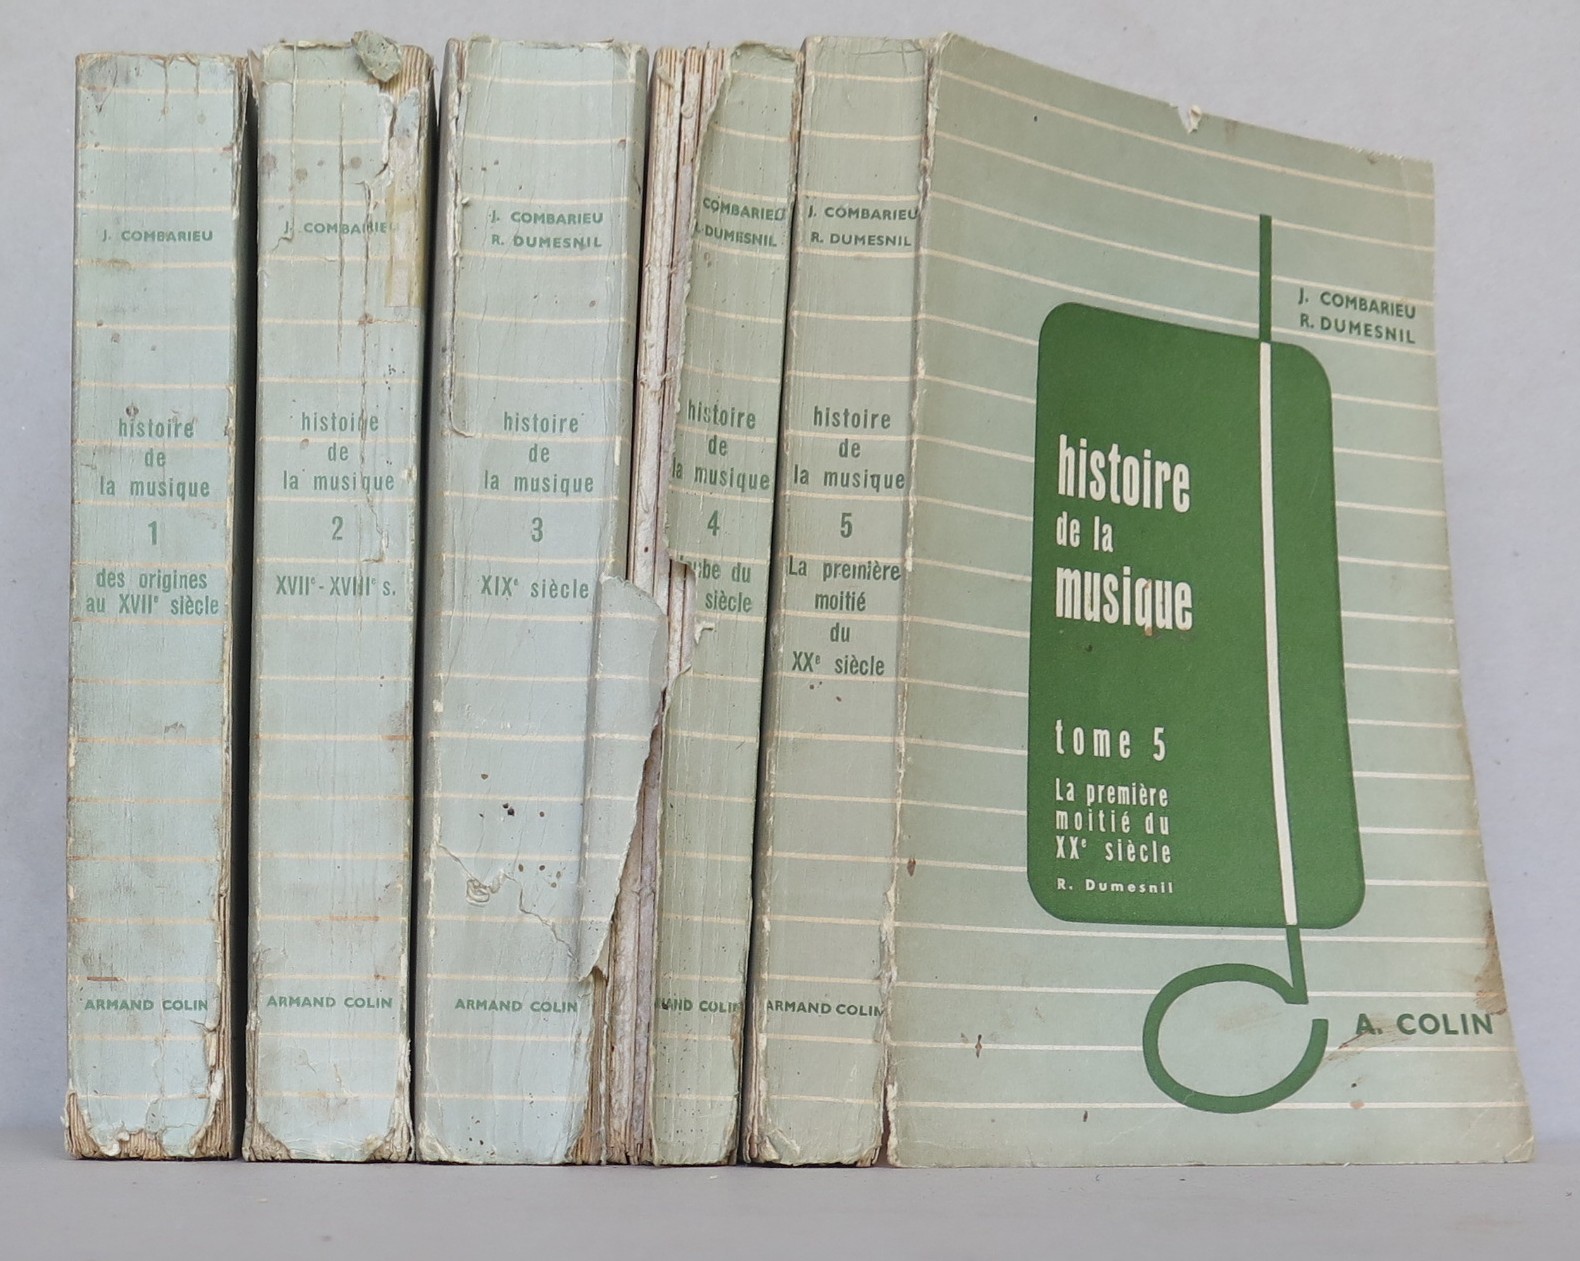 J. COMBARIEU
histoire
de
la musique
1
des origines
au XVIIe siècle
ARMAND COLIN
J. COMBARIEU
histoire
de
la musique
2
XVIIe-XVIIIe s.
ARMAND COLIN
J. COMBARIEU
R. DUMESNIL
histoire
de
la musique
3
XIXe siècle
ARMAND COLIN
COMBARIEU
DUMESNIL
histoire
de
la musique
4
du
siècle
COLIN
J. COMBARIEU
R. DUMESNIL
histoire
de
la musique
5
La première
moitié
du
XXe siècle
ARMAND COLIN
J. COMBARIEU
R. DUMESNIL
histoire
de la
musique
tome 5
La première
moitié du
XXe siècle
R. Dumesnil
A. COLIN